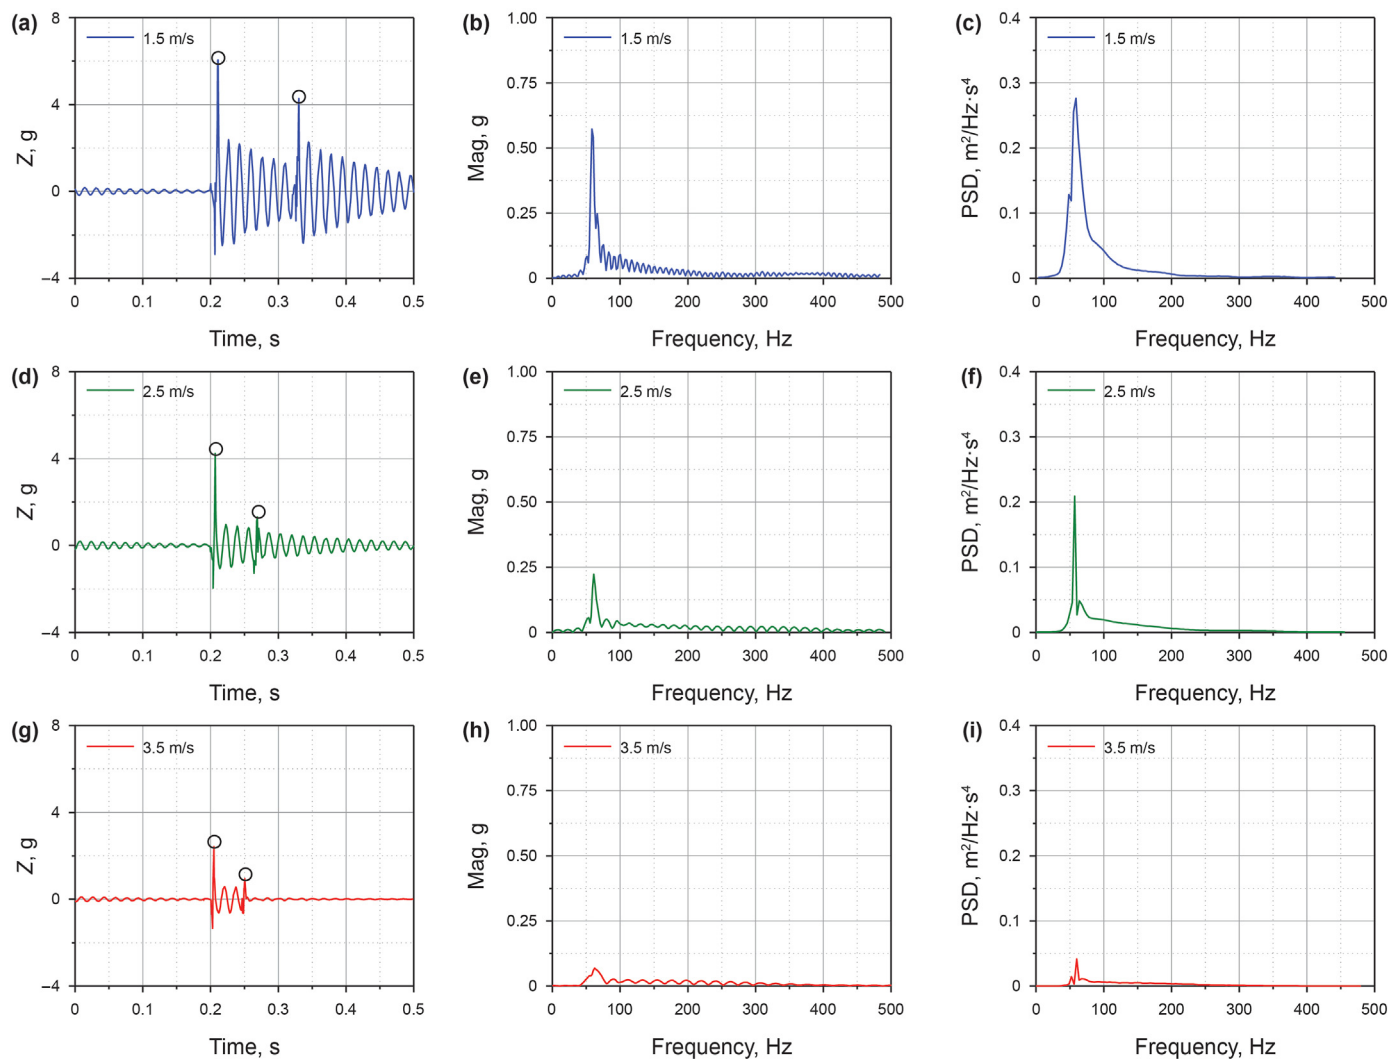 (a)
1.5 m/s
8
4
0
−4
Z, g
0
0.1
0.2
0.3
0.4
0.5
Time, s
(b)
1.5 m/s
1.00
0.75
0.50
0.25
0
Mag, g
0
100
200
300
400
500
Frequency, Hz
(c)
1.5 m/s
0.4
0.3
0.2
0.1
0
PSD, m²/Hz·s⁴
0
100
200
300
400
500
Frequency, Hz
(d)
2.5 m/s
8
4
0
−4
Z, g
0
0.1
0.2
0.3
0.4
0.5
Time, s
(e)
2.5 m/s
1.00
0.75
0.50
0.25
0
Mag, g
0
100
200
300
400
500
Frequency, Hz
(f)
2.5 m/s
0.4
0.3
0.2
0.1
0
PSD, m²/Hz·s⁴
0
100
200
300
400
500
Frequency, Hz
(g)
3.5 m/s
8
4
0
−4
Z, g
0
0.1
0.2
0.3
0.4
0.5
Time, s
(h)
3.5 m/s
1.00
0.75
0.50
0.25
0
Mag, g
0
100
200
300
400
500
Frequency, Hz
(i)
3.5 m/s
0.4
0.3
0.2
0.1
0
PSD, m²/Hz·s⁴
0
100
200
300
400
500
Frequency, Hz